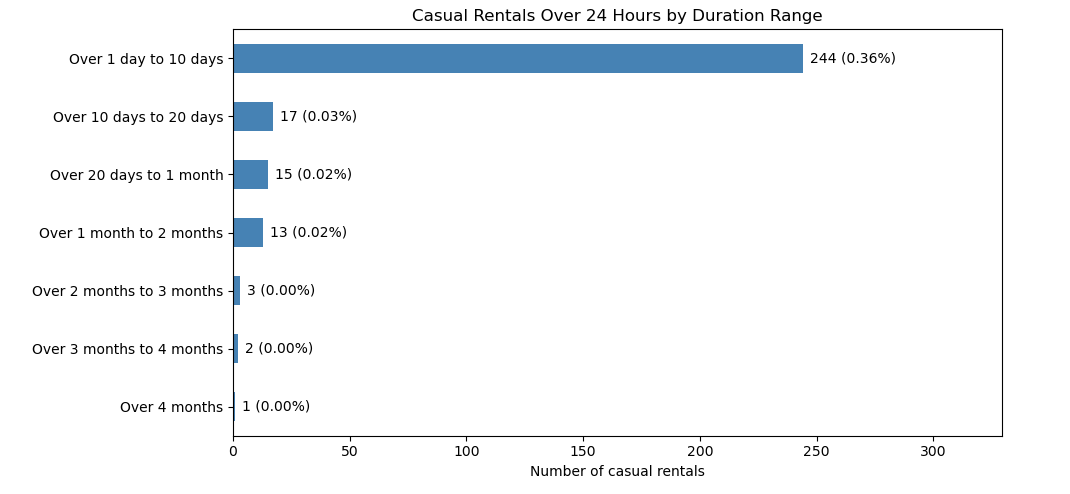 Casual Rentals Over 24 Hours by Duration Range
Over 1 day to 10 days 244 (0.36%)
Over 10 days to 20 days 17 (0.03%)
Over 20 days to 1 month 15 (0.02%)
Over 1 month to 2 months 13 (0.02%)
Over 2 months to 3 months 3 (0.00%)
Over 3 months to 4 months 2 (0.00%)
Over 4 months 1 (0.00%)
0 50 100 150 200 250 300
Number of casual rentals